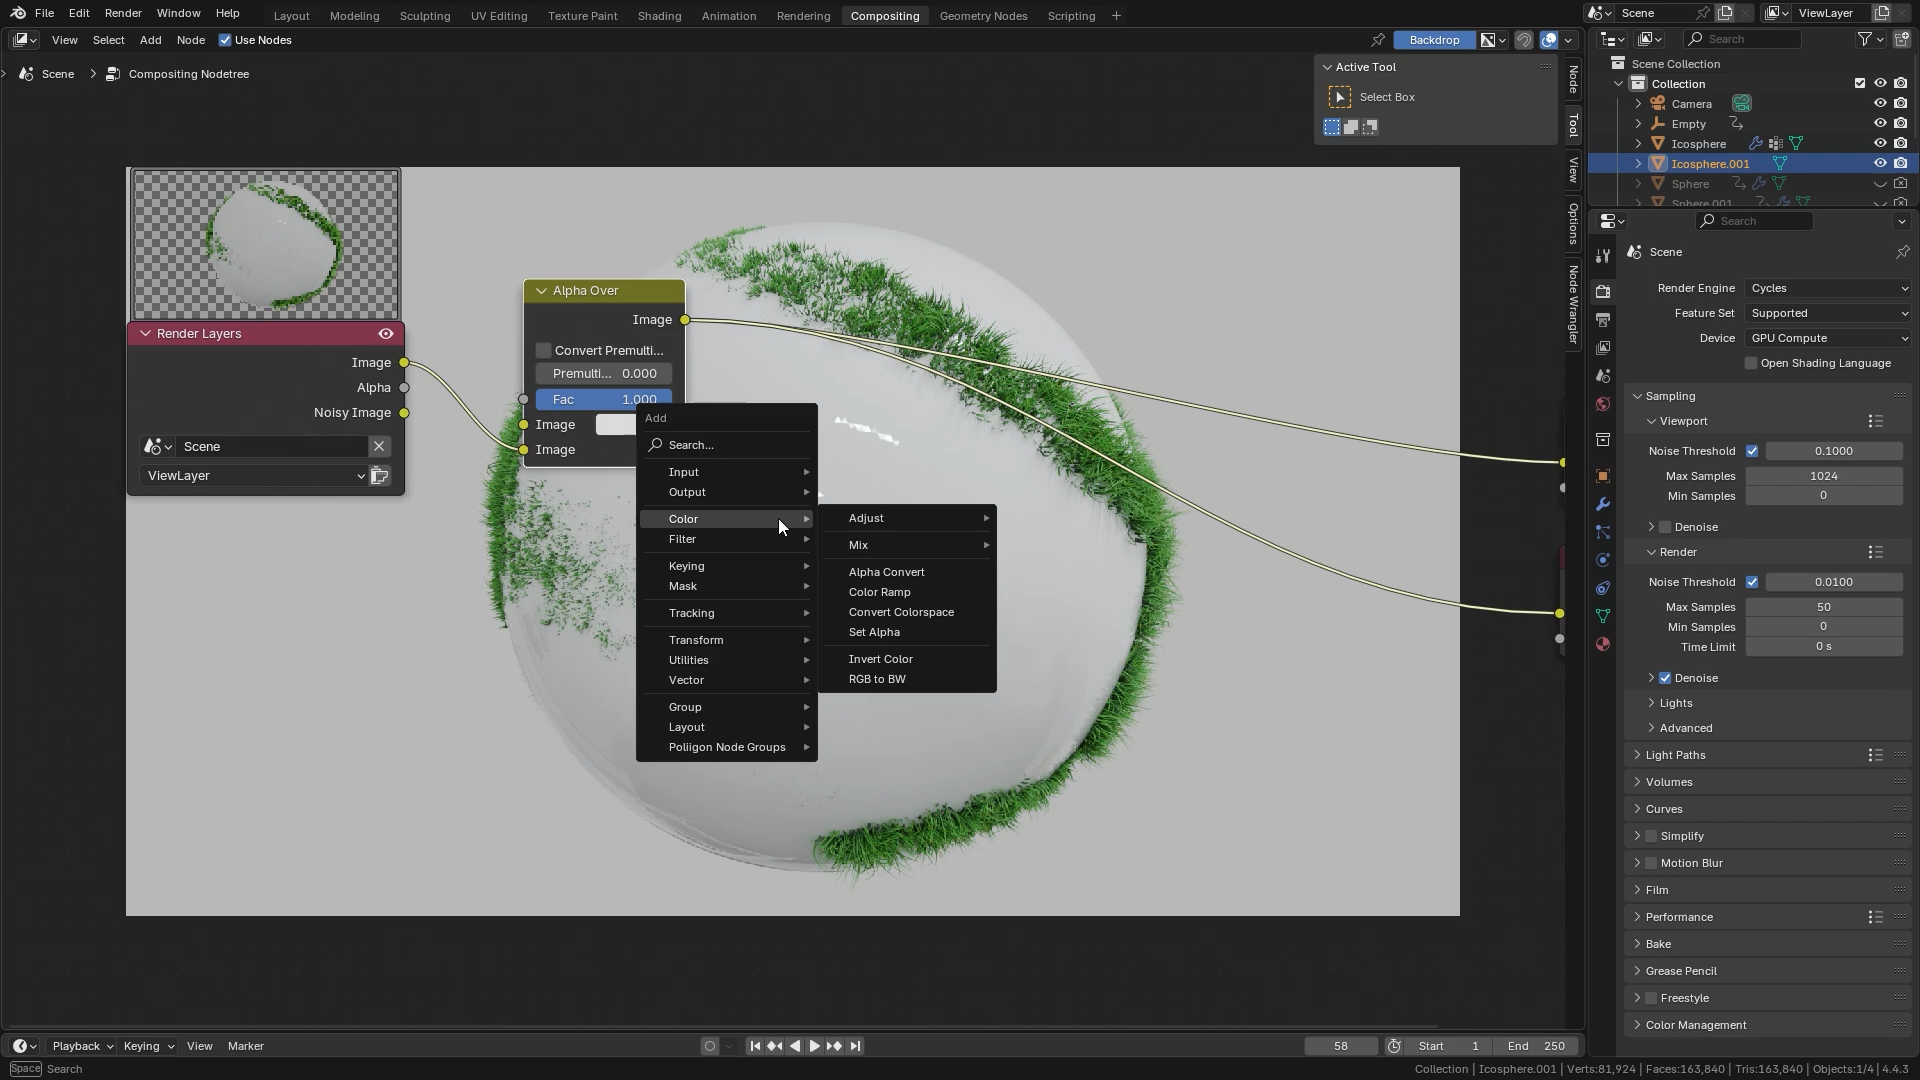 File Edit Render Window Help Layout Modeling Sculpting UV Editing Texture Paint Shading Animation Rendering Compositing Geometry Nodes Scripting + Scene ViewLayer
View Select Add Node Use Nodes Backdrop Search
Scene > Compositing Nodetree
Active Tool
Select Box
Node
Tool
View
Options
Node Wrangler
Render Layers
Image
Alpha
Noisy Image
Scene
ViewLayer
Alpha Over
Image
Convert Premulti...
Premulti... 0.000
Fac 1.000
Image
Image
Add
Search...
Input
Output
Color
Filter
Keying
Mask
Tracking
Transform
Utilities
Vector
Group
Layout
Poliigon Node Groups
Adjust
Mix
Alpha Convert
Color Ramp
Convert Colorspace
Set Alpha
Invert Color
RGB to BW
Scene Collection
Collection
Camera
Empty
Icosphere
Icosphere.001
Sphere
Sphere.001
Search
Scene
Render Engine Cycles
Feature Set Supported
Device GPU Compute
Open Shading Language
Sampling
Viewport
Noise Threshold 0.1000
Max Samples 1024
Min Samples 0
Denoise
Render
Noise Threshold 0.0100
Max Samples 50
Min Samples 0
Time Limit 0 s
Denoise
Lights
Advanced
Light Paths
Volumes
Curves
Simplify
Motion Blur
Film
Performance
Bake
Grease Pencil
Freestyle
Color Management
Playback Keying View Marker 58 Start 1 End 250
Space Search Collection | Icosphere.001 | Verts:81,924 | Faces:163,840 | Tris:163,840 | Objects:1/4 | 4.4.3